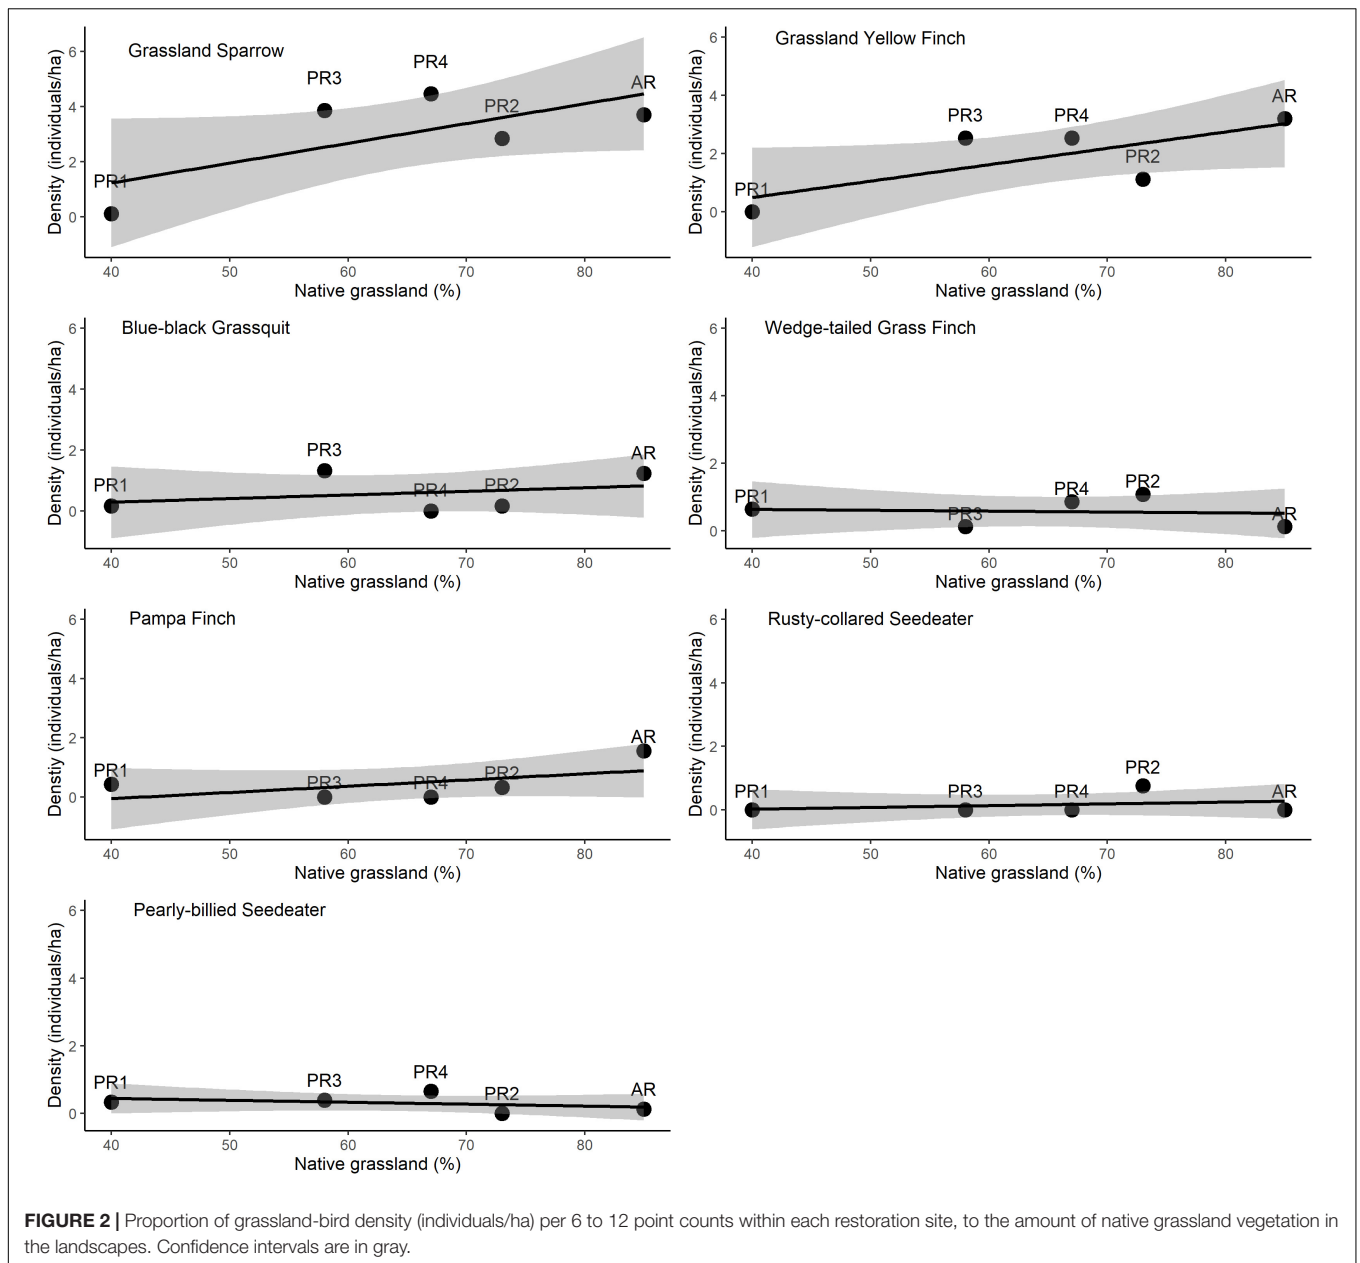 Grassland Sparrow
Density (individuals/ha)
6
4
2
0
PR1
PR3
PR4
PR2
AR
40 50 60 70 80
Native grassland (%)
Grassland Yellow Finch
Density (individuals/ha)
6
4
2
0
PR1
PR3
PR4
PR2
AR
40 50 60 70 80
Native grassland (%)
Blue-black Grassquit
Density (individuals/ha)
6
4
2
0
PR1
PR3
PR4
PR2
AR
40 50 60 70 80
Native grassland (%)
Wedge-tailed Grass Finch
Density (individuals/ha)
6
4
2
0
PR1
PR3
PR4
PR2
AR
40 50 60 70 80
Native grassland (%)
Pampa Finch
Denstiy (individuals/ha)
6
4
2
0
PR1
PR3
PR4
PR2
AR
40 50 60 70 80
Native grassland (%)
Rusty-collared Seedeater
Density (individuals/ha)
6
4
2
0
PR1
PR3
PR4
PR2
AR
40 50 60 70 80
Native grassland (%)
Pearly-billied Seedeater
Density (individuals/ha)
6
4
2
0
PR1
PR3
PR4
PR2
AR
40 50 60 70 80
Native grassland (%)
FIGURE 2 | Proportion of grassland-bird density (individuals/ha) per 6 to 12 point counts within each restoration site, to the amount of native grassland vegetation in
the landscapes. Confidence intervals are in gray.